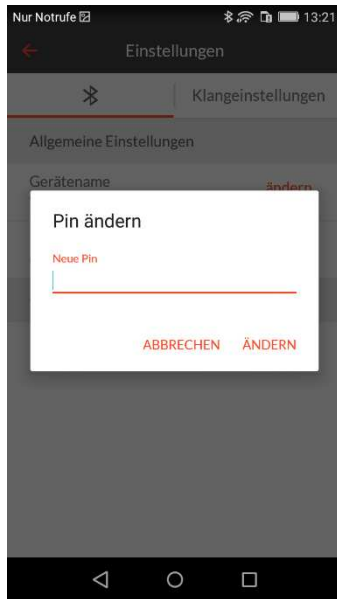 Nur Notrufe 13:21
Einstellungen
Klangeinstellungen
Allgemeine Einstellungen
Gerätename
ändern
Pin ändern
Neue Pin
ABBRECHEN ÄNDERN